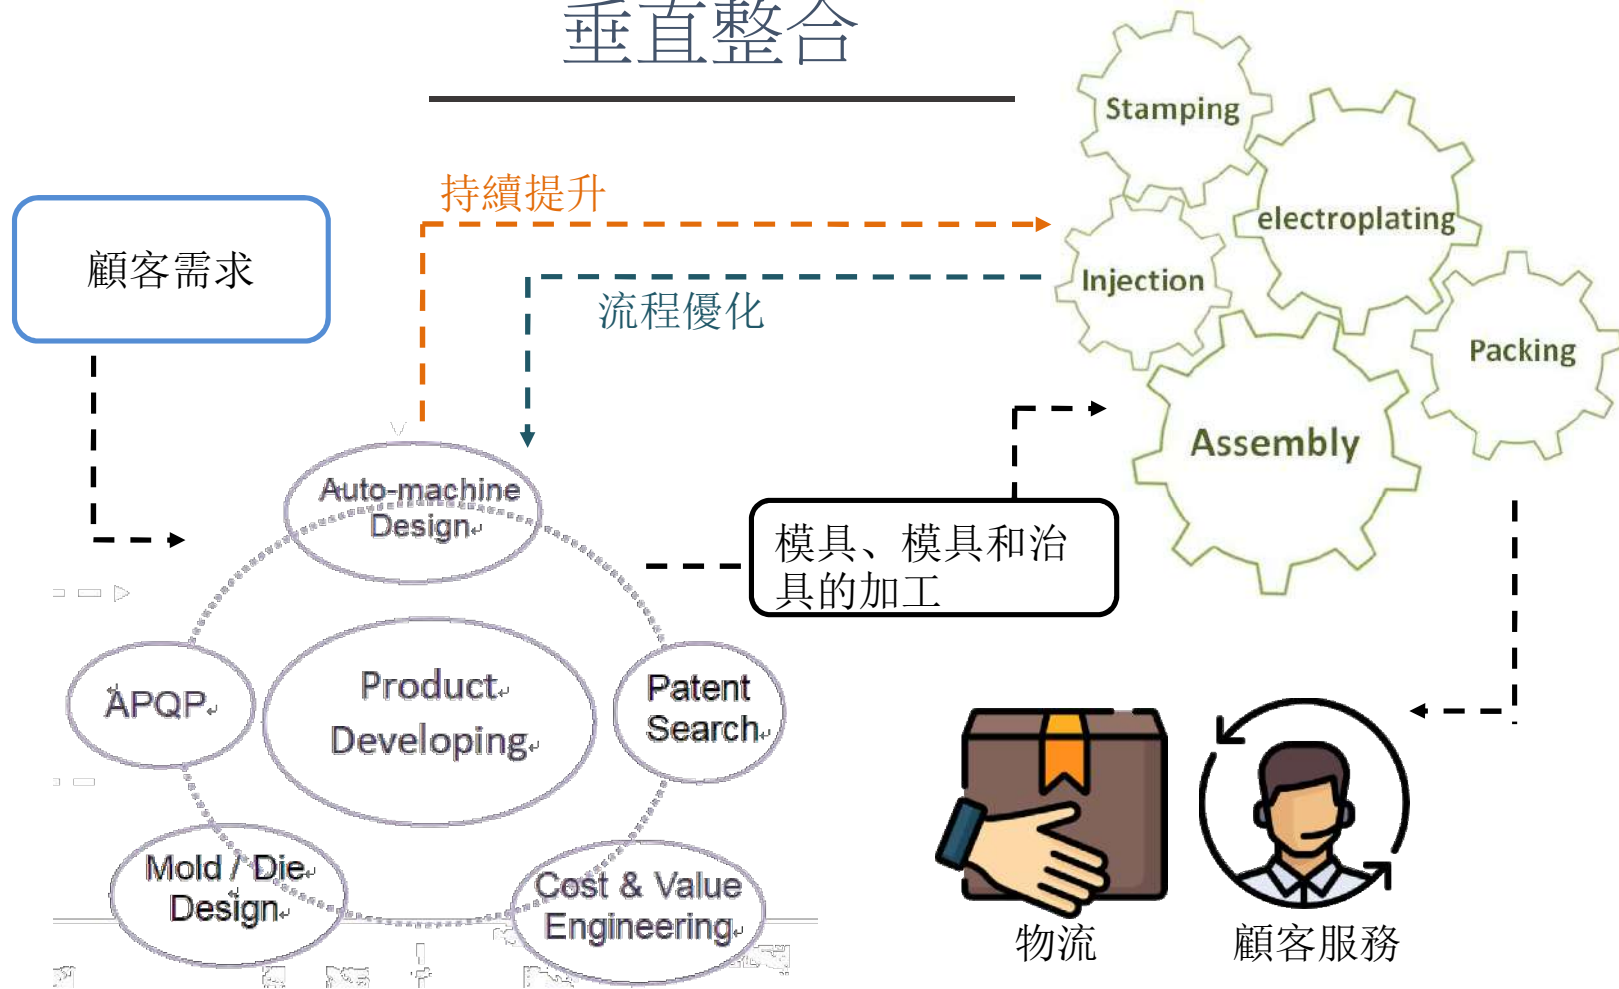 垂直整合
Stamping
持續提升
electroplating
顧客需求
Injection
流程優化
Packing
Assembly
Auto-machine
Design
模具、模具和治
具的加工
APQP
Product
Developing
Patent
Search
Mold / Die
Design
Cost & Value
Engineering
物流
顧客服務